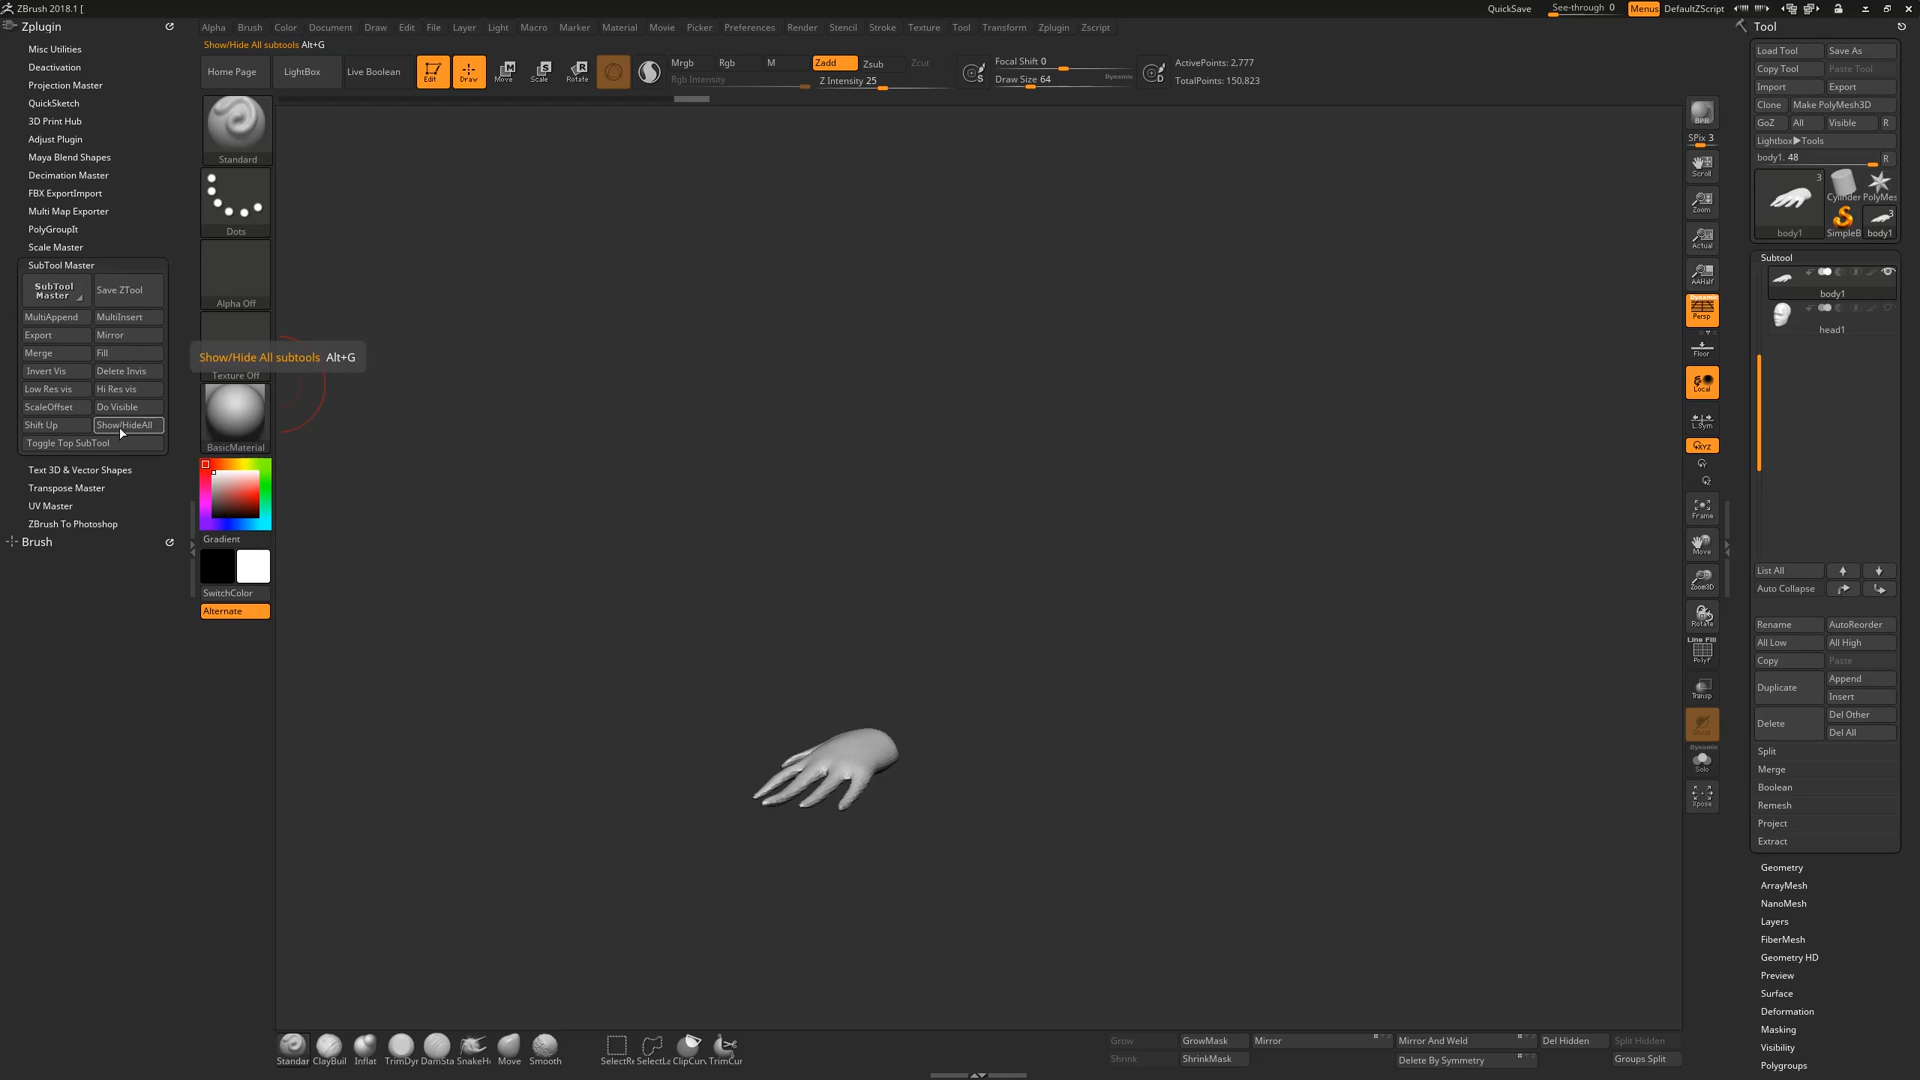 ZBrush 2018.1 [
QuickSave
See-through 0
Menus
DefaultZScript
Zplugin
Alpha Brush Color Document Draw Edit File Layer Light Macro Marker Material Movie Picker Preferences Render Stencil Stroke Texture Tool Transform Zplugin Zscript
Show/Hide All subtools Alt+G
Home Page
LightBox
Live Boolean
Edit
Draw
Move
Scale
Rotate
Mrgb
Rgb
M
Rgb Intensity
Zadd
Zsub
Zcut
Z Intensity 25
Focal Shift 0
Draw Size 64
Dynamic
ActivePoints: 2,777
TotalPoints: 150,823
Misc Utilities
Deactivation
Projection Master
QuickSketch
3D Print Hub
Adjust Plugin
Maya Blend Shapes
Decimation Master
FBX ExportImport
Multi Map Exporter
PolyGroupIt
Scale Master
SubTool Master
SubTool
Master
Save ZTool
MultiAppend MultiInsert
Export Mirror
Merge Fill
Invert Vis Delete Invis
Low Res vis Hi Res vis
ScaleOffset Do Visible
Shift Up Show/HideAll
Toggle Top SubTool
Text 3D & Vector Shapes
Transpose Master
UV Master
ZBrush To Photoshop
Brush
Standard
Dots
Alpha Off
Show/Hide All subtools Alt+G
Texture Off
BasicMaterial
Gradient
SwitchColor
Alternate
BPR
SPix 3
Scroll
Zoom
Actual
AAHalf
Dynamic
Persp
Floor
Local
L.Sym
XYZ
Y
Z
Frame
Move
Zoom3D
Rotate
Line Fill
PolyF
Transp
Ghost
Dynamic
Solo
Xpose
Tool
Load Tool Save As
Copy Tool Paste Tool
Import Export
Clone Make PolyMesh3D
GoZ All Visible R
Lightbox▶Tools
body1. 48 R
3
body1
Cylinder
PolyMes
SimpleB
3
body1
Subtool
body1
head1
List All
Auto Collapse
Rename AutoReorder
All Low All High
Copy Paste
Duplicate
Append
Insert
Delete
Del Other
Del All
Split
Merge
Boolean
Remesh
Project
Extract
Geometry
ArrayMesh
NanoMesh
Layers
FiberMesh
Geometry HD
Preview
Surface
Deformation
Masking
Visibility
Polygroups
Standar ClayBuil Inflat TrimDy DamSta SnakeH Move Smooth SelectRe SelectLa ClipCur TrimCur
Grow GrowMask Mirror Mirror And Weld Del Hidden Split Hidden
Shrink ShrinkMask Delete By Symmetry Groups Split